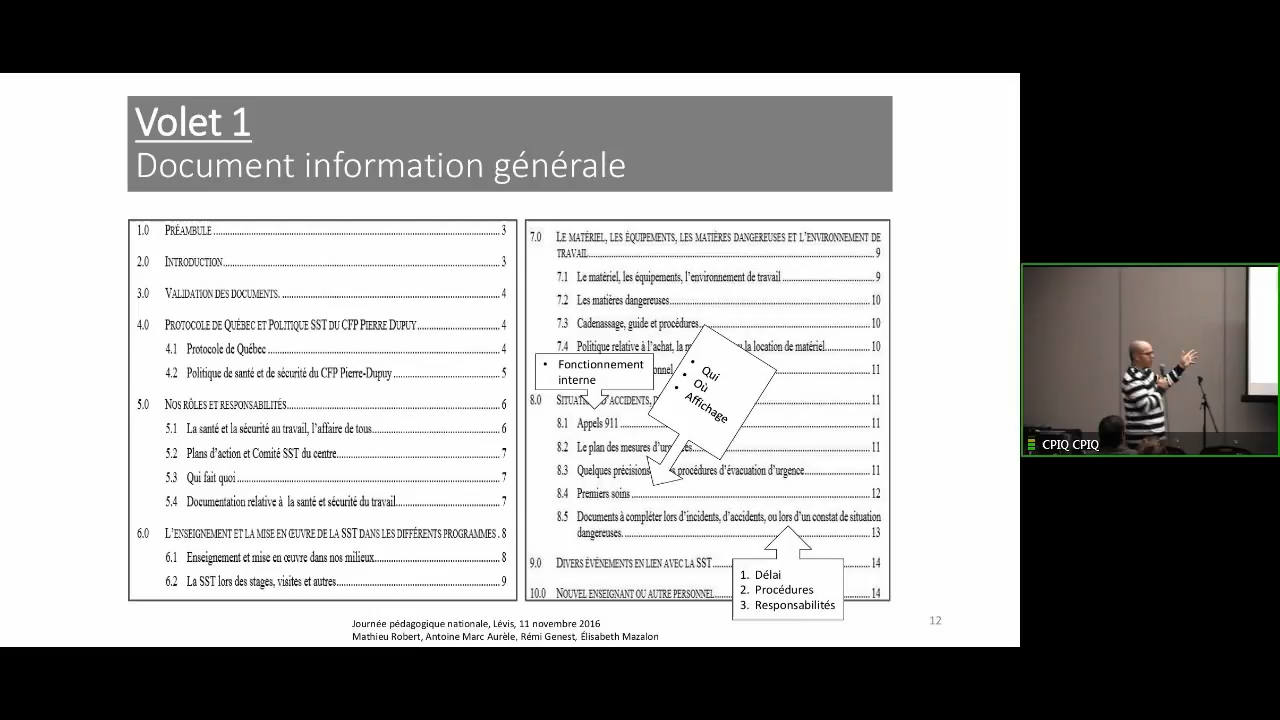 Volet 1
Document information générale
1.0 PRÉAMBULE 3
2.0 INTRODUCTION 3
3.0 VALIDATION DES DOCUMENTS. 4
4.0 PROTOCOLE DE QUÉBEC ET POLITIQUE SST DU CFP PIERRE DUPUY 4
4.1 Protocole de Québec 4
4.2 Politique de santé et de sécurité du CFP Pierre-Dupuy 5
5.0 NOS RÔLES ET RESPONSABILITÉS 6
5.1 La santé et la sécurité au travail, l'affaire de tous 6
5.2 Plans d'action et Comité SST du centre 7
5.3 Qui fait quoi 7
5.4 Documentation relative à la santé et sécurité du travail 7
6.0 L'ENSEIGNEMENT ET LA MISE EN ŒUVRE DE LA SST DANS LES DIFFÉRENTS PROGRAMMES . 8
6.1 Enseignement et mise en œuvre dans nos milieux 8
6.2 La SST lors des stages, visites et autres 9
7.0 LE MATÉRIEL, LES ÉQUIPEMENTS, LES MATIÈRES DANGEREUSES ET L'ENVIRONNEMENT DE
TRAVAIL 9
7.1 Le matériel, les équipements, l'environnement de travail 9
7.2 Les matières dangereuses 10
7.3 Cadenassage, guide et procédures 10
7.4 Politique relative à l'achat, la la location de matériel 10
11
• Fonctionnement
interne
• Qui
• Où
• Affichage
8.0 D'ACCIDENTS, 11
8.1 Appels 911 11
8.2 Le plan des mesures 11
8.3 Quelques précisions procédures d'évacuation d'urgence 11
8.4 Premiers soins 12
8.5 Documents à compléter lors d'incidents, d'accidents, ou lors d'un constat de situation
dangereuses. 13
9.0 DIVERS ÉVÈNEMENTS EN LIEN AVEC LA SST 14
10.0 NOUVEL ENSEIGNANT OU AUTRE PERSONNEL 14
1. Délai
2. Procédures
3. Responsabilités
Journée pédagogique nationale, Lévis, 11 novembre 2016
Mathieu Robert, Antoine Marc Aurèle, Rémi Genest, Élisabeth Mazalon
12
CPIQ CPIQ